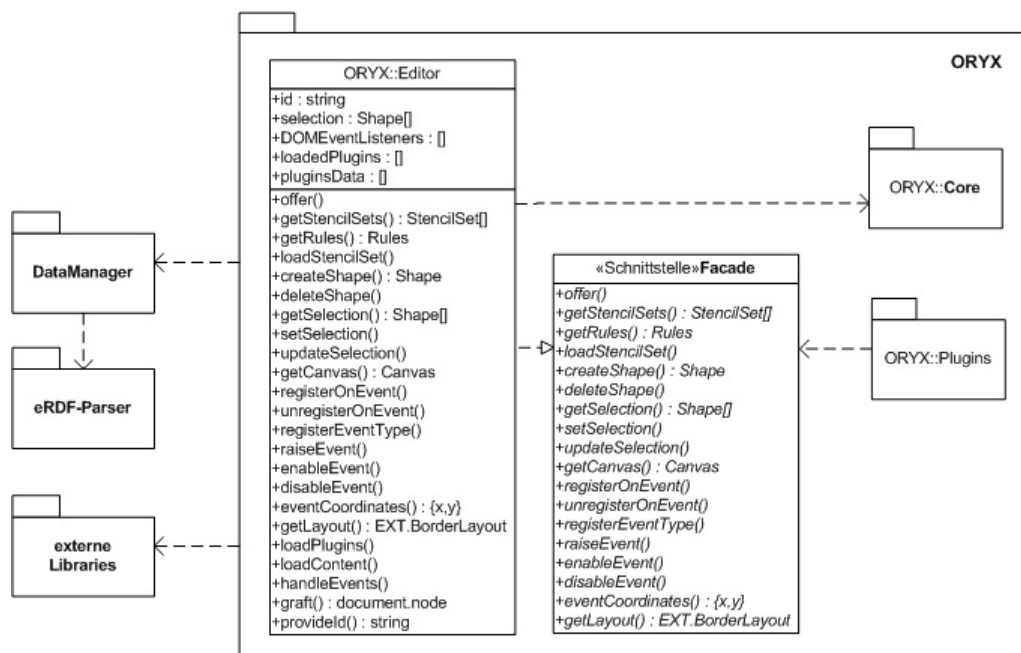 ORYX
ORYX::Editor
+id : string
+selection : Shape[]
+DOMEventListeners : []
+loadedPlugins : []
+pluginsData : []
+offer()
+getStencilSets() : StencilSet[]
+getRules() : Rules
+loadStencilSet()
+createShape() : Shape
+deleteShape()
+getSelection() : Shape[]
+setSelection()
+updateSelection()
+getCanvas() : Canvas
+registerOnEvent()
+unregisterOnEvent()
+registerEventType()
+raiseEvent()
+enableEvent()
+disableEvent()
+eventCoordinates() : {x,y}
+getLayout() : EXT.BorderLayout
+loadPlugins()
+loadContent()
+handleEvents()
+graft() : document.node
+provideId() : string
DataManager
eRDF-Parser
externe
Libraries
«Schnittstelle»Facade
+offer()
+getStencilSets() : StencilSet[]
+getRules() : Rules
+loadStencilSet()
+createShape() : Shape
+deleteShape()
+getSelection() : Shape[]
+setSelection()
+updateSelection()
+getCanvas() : Canvas
+registerOnEvent()
+unregisterOnEvent()
+registerEventType()
+raiseEvent()
+enableEvent()
+disableEvent()
+eventCoordinates() : {x,y}
+getLayout() : EXT.BorderLayout
ORYX::Core
ORYX::Plugins